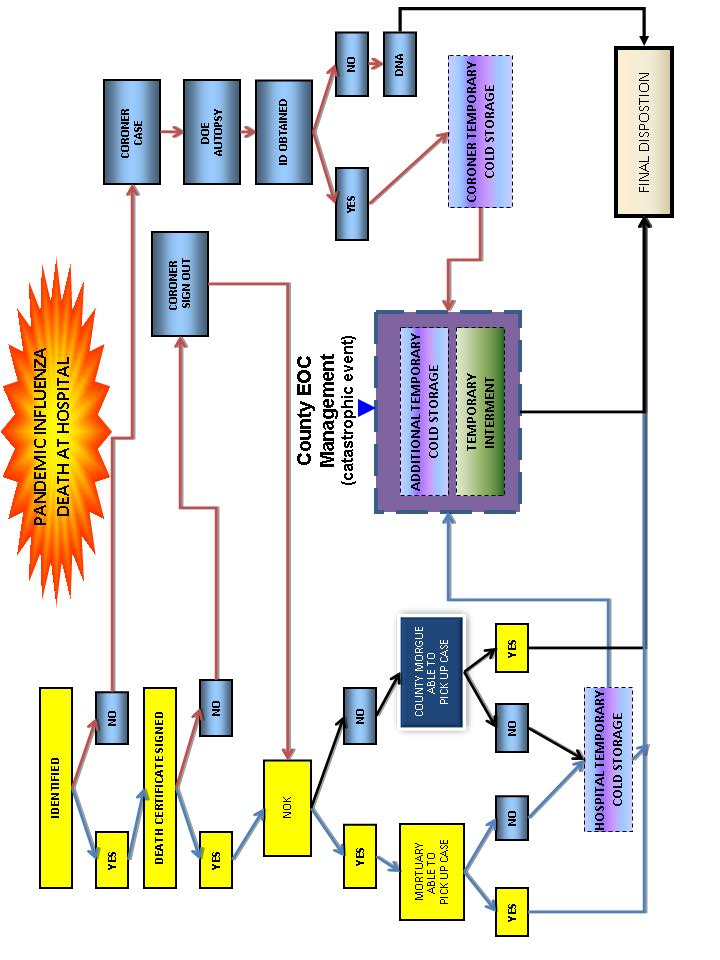 PANDEMIC INFLUENZA
DEATH AT HOSPITAL
IDENTIFIED
YES
NO
DEATH CERTIFICATE SIGNED
YES
NO
NOK
YES
NO
MORTUARY
ABLE TO
PICK UP CASE
YES
NO
COUNTY MORGUE
ABLE TO
PICK UP CASE
NO
YES
HOSPITAL TEMPORARY
COLD STORAGE
County EOC
Management
(catastrophic event)
ADDITIONAL TEMPORARY
COLD STORAGE
TEMPORARY
INTERMENT
CORONER
SIGN OUT
CORONER
CASE
DOE
AUTOPSY
ID OBTAINED
YES
NO
DNA
CORONER TEMPORARY
COLD STORAGE
FINAL DISPOSTION